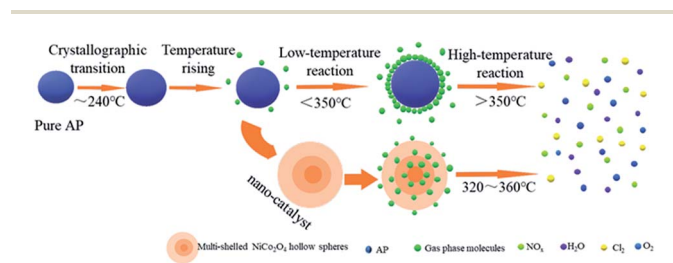 Crystallographic
transition
Temperature
rising
Low-temperature
reaction
High-temperature
reaction
~240℃
<350℃
>350℃
Pure AP
nano-catalyst
320~360℃
Multi-shelled NiCo₂O₄ hollow spheres
AP
Gas phase molecules
NOₓ
H₂O
Cl₂
O₂